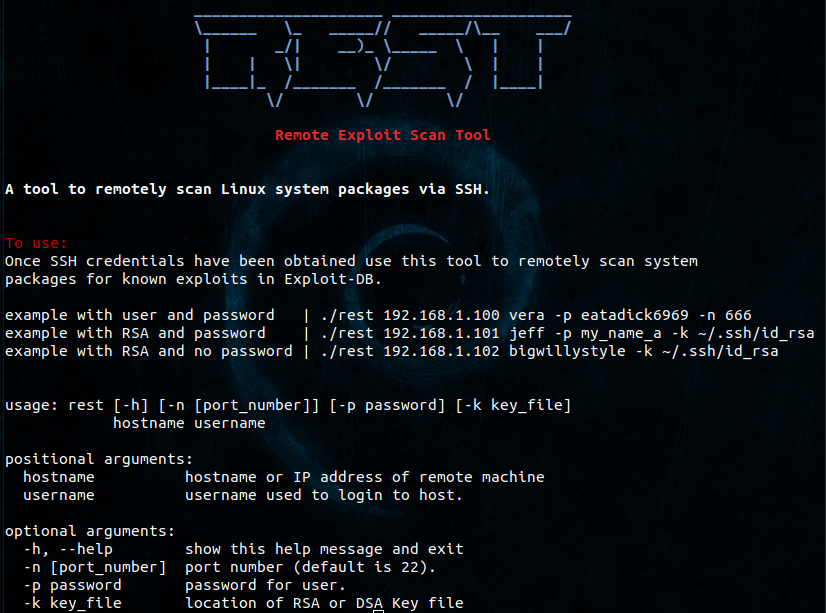 REST
Remote Exploit Scan Tool
A tool to remotely scan Linux system packages via SSH.
To use:
Once SSH credentials have been obtained use this tool to remotely scan system
packages for known exploits in Exploit-DB.
example with user and password   | ./rest 192.168.1.100 vera -p eatadick6969 -n 666
example with RSA and password    | ./rest 192.168.1.101 jeff -p my_name_a -k ~/.ssh/id_rsa
example with RSA and no password | ./rest 192.168.1.102 bigwillystyle -k ~/.ssh/id_rsa
usage: rest [-h] [-n [port_number]] [-p password] [-k key_file]
            hostname username
positional arguments:
  hostname          hostname or IP address of remote machine
  username          username used to login to host.
optional arguments:
  -h, --help        show this help message and exit
  -n [port_number]  port number (default is 22).
  -p password       password for user.
  -k key_file       location of RSA or DSA Key file